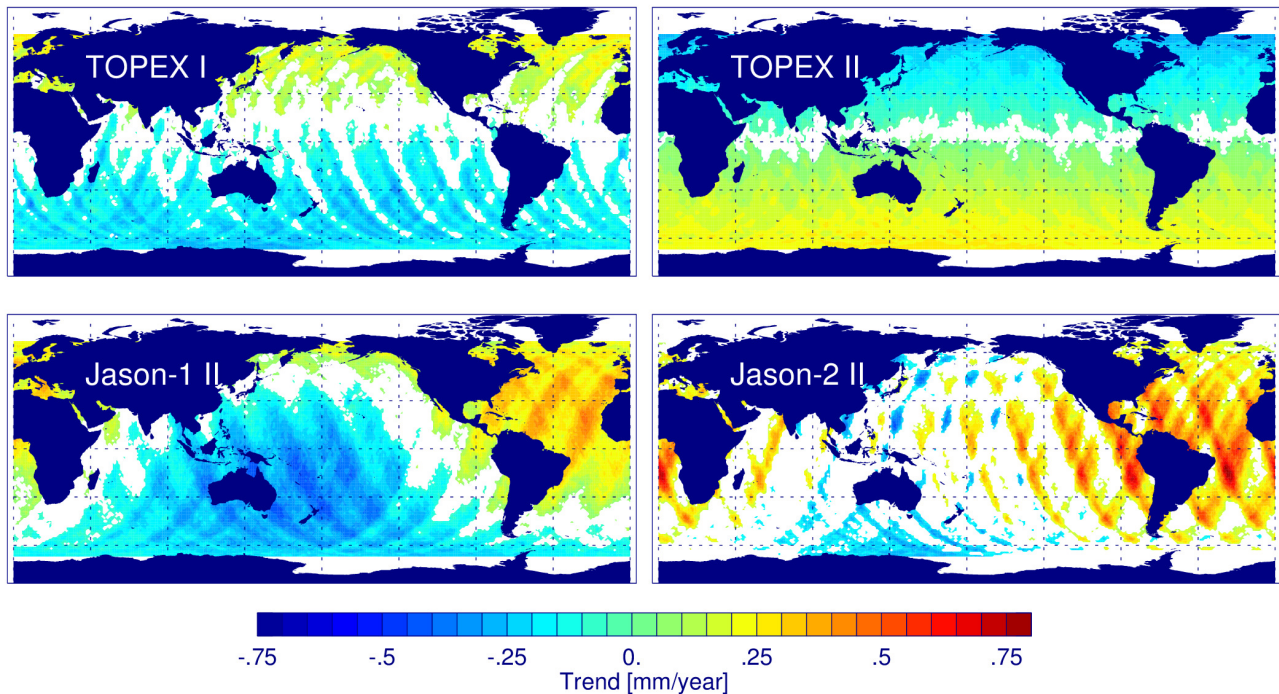 TOPEX I
TOPEX II
Jason-1 II
Jason-2 II
-.75 -.5 -.25 0. .25 .5 .75
Trend [mm/year]